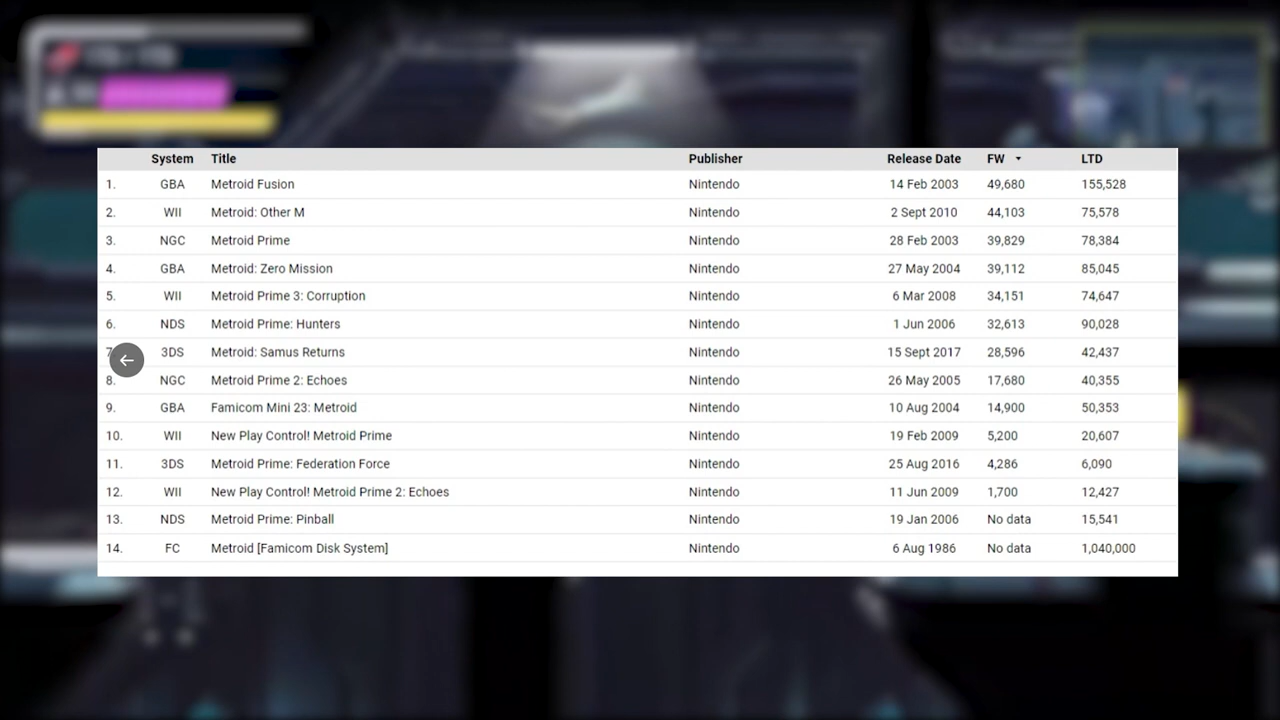 System Title Publisher Release Date FW LTD
1. GBA Metroid Fusion Nintendo 14 Feb 2003 49,680 155,528
2. WII Metroid: Other M Nintendo 2 Sept 2010 44,103 75,578
3. NGC Metroid Prime Nintendo 28 Feb 2003 39,829 78,384
4. GBA Metroid: Zero Mission Nintendo 27 May 2004 39,112 85,045
5. WII Metroid Prime 3: Corruption Nintendo 6 Mar 2008 34,151 74,647
6. NDS Metroid Prime: Hunters Nintendo 1 Jun 2006 32,613 90,028
7 3DS Metroid: Samus Returns Nintendo 15 Sept 2017 28,596 42,437
8. NGC Metroid Prime 2: Echoes Nintendo 26 May 2005 17,680 40,355
9. GBA Famicom Mini 23: Metroid Nintendo 10 Aug 2004 14,900 50,353
10. WII New Play Control! Metroid Prime Nintendo 19 Feb 2009 5,200 20,607
11. 3DS Metroid Prime: Federation Force Nintendo 25 Aug 2016 4,286 6,090
12. WII New Play Control! Metroid Prime 2: Echoes Nintendo 11 Jun 2009 1,700 12,427
13. NDS Metroid Prime: Pinball Nintendo 19 Jan 2006 No data 15,541
14. FC Metroid [Famicom Disk System] Nintendo 6 Aug 1986 No data 1,040,000